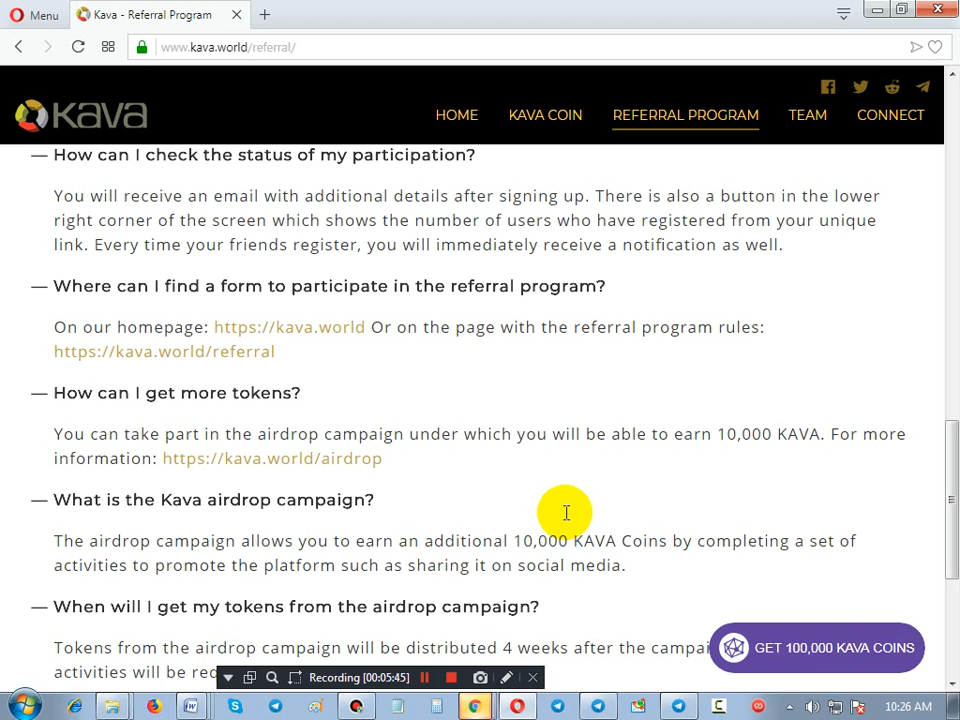 Menu
Kava - Referral Program
www.kava.world/referral/
Kava
HOME
KAVA COIN
REFERRAL PROGRAM
TEAM
CONNECT
— How can I check the status of my participation?
You will receive an email with additional details after signing up. There is also a button in the lower
right corner of the screen which shows the number of users who have registered from your unique
link. Every time your friends register, you will immediately receive a notification as well.
— Where can I find a form to participate in the referral program?
On our homepage: https://kava.world Or on the page with the referral program rules:
https://kava.world/referral
— How can I get more tokens?
You can take part in the airdrop campaign under which you will be able to earn 10,000 KAVA. For more
information: https://kava.world/airdrop
— What is the Kava airdrop campaign?
The airdrop campaign allows you to earn an additional 10,000 KAVA Coins by completing a set of
activities to promote the platform such as sharing it on social media.
— When will I get my tokens from the airdrop campaign?
Tokens from the airdrop campaign will be distributed 4 weeks after the
activities will be
GET 100,000 KAVA COINS
Recording (00:05:45)
10:26 AM